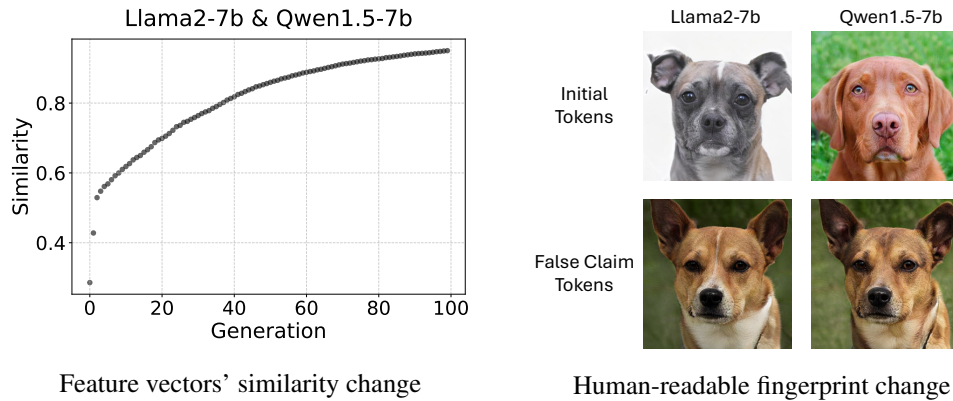 Llama2-7b & Qwen1.5-7b
Similarity
0.8
0.6
0.4
0 20 40 60 80 100
Generation
Feature vectors’ similarity change
Llama2-7b Qwen1.5-7b
Initial
Tokens
False Claim
Tokens
Human-readable fingerprint change